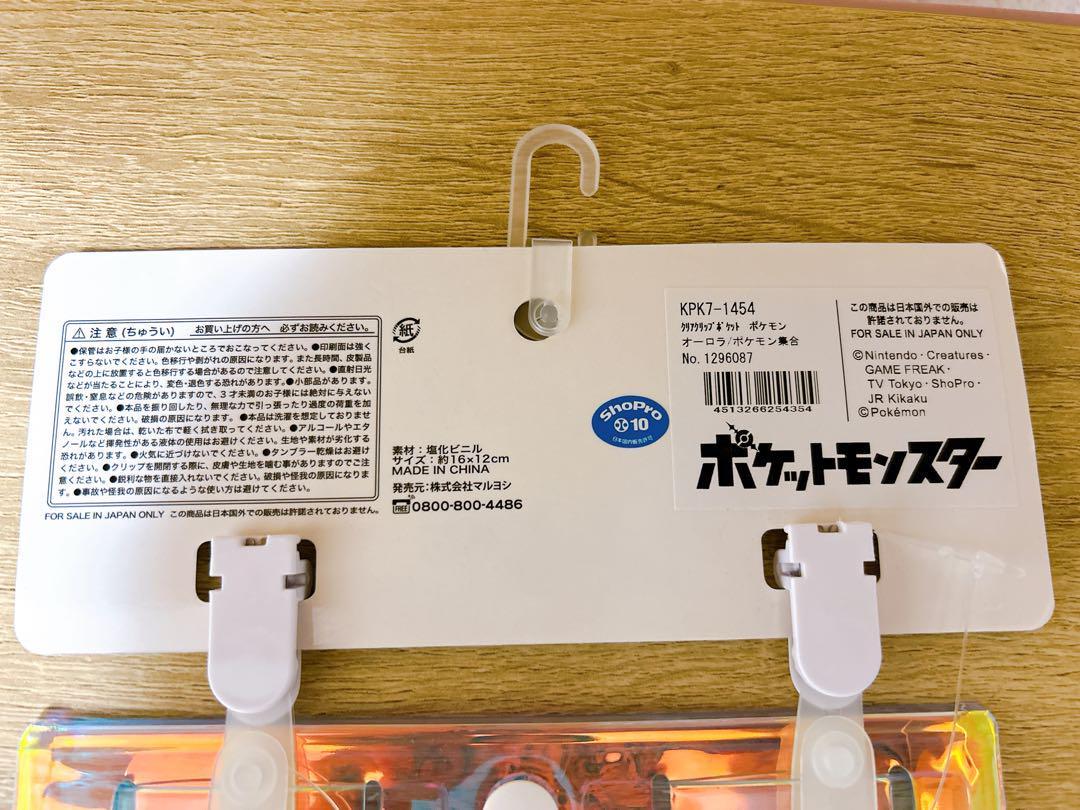 ⚠注意(ちゅうい) お買い上げの方へ 必ずお読みください。
●保管はお子様の手の届かないところでおこなってください。●印刷面は強く
こすらないでください。色移行や剥がれの原因になります。また長時間、皮製品
などの上に放置すると色移行する場合があるので注意してください。●直射日光
などが当たることにより、変色・退色する恐れがあります。●小部品があります。
誤飲・窒息などの危険がありますので、3才未満のお子様には絶対に与えない
でください。●本品を振り回したり、無理な力で引っ張ったり過度の荷重を加
えないでください。破損の原因になります。●本品は洗濯を想定しておりませ
ん。汚れた場合は、乾いた布で軽く拭き取ってください。●アルコールやエタ
ノールなど揮発性がある液体の使用はお避けください。生地や素材が劣化する
恐れがあります。●火気に近づけないでください。●タンブラー乾燥はお避け
ください。●クリップを開閉する際に、皮膚や生地を噛む事がありますのでご注
意ください。●鋭利な物を直接入れないでください。破損や怪我の原因になりま
す。●事故や怪我の原因になるような使い方は避けてください。
FOR SALE IN JAPAN ONLY この商品は日本国外での販売は許諾されておりません。
紙
台紙
素材:塩化ビニル
サイズ:約16×12cm
MADE IN CHINA
発売元:株式会社マルヨシ
FREE 0800-800-4486
ShoPro
10
日本国内販売許可
KPK7-1454
クリアクリップポケット ポケモン
オーロラ/ポケモン集合
No. 1296087
4513266254354
この商品は日本国外での販売は
許諾されておりません。
FOR SALE IN JAPAN ONLY
©Nintendo・Creatures・
GAME FREAK・
TV Tokyo・ShoPro・
JR Kikaku
©Pokémon
ポケットモンスター